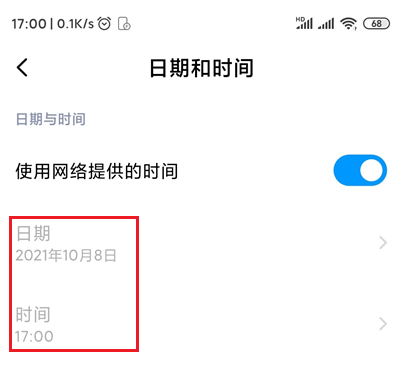 17:00 | 0.1K/s
HD
68
日期和时间
日期与时间
使用网络提供的时间
日期
2021年10月8日
时间
17:00